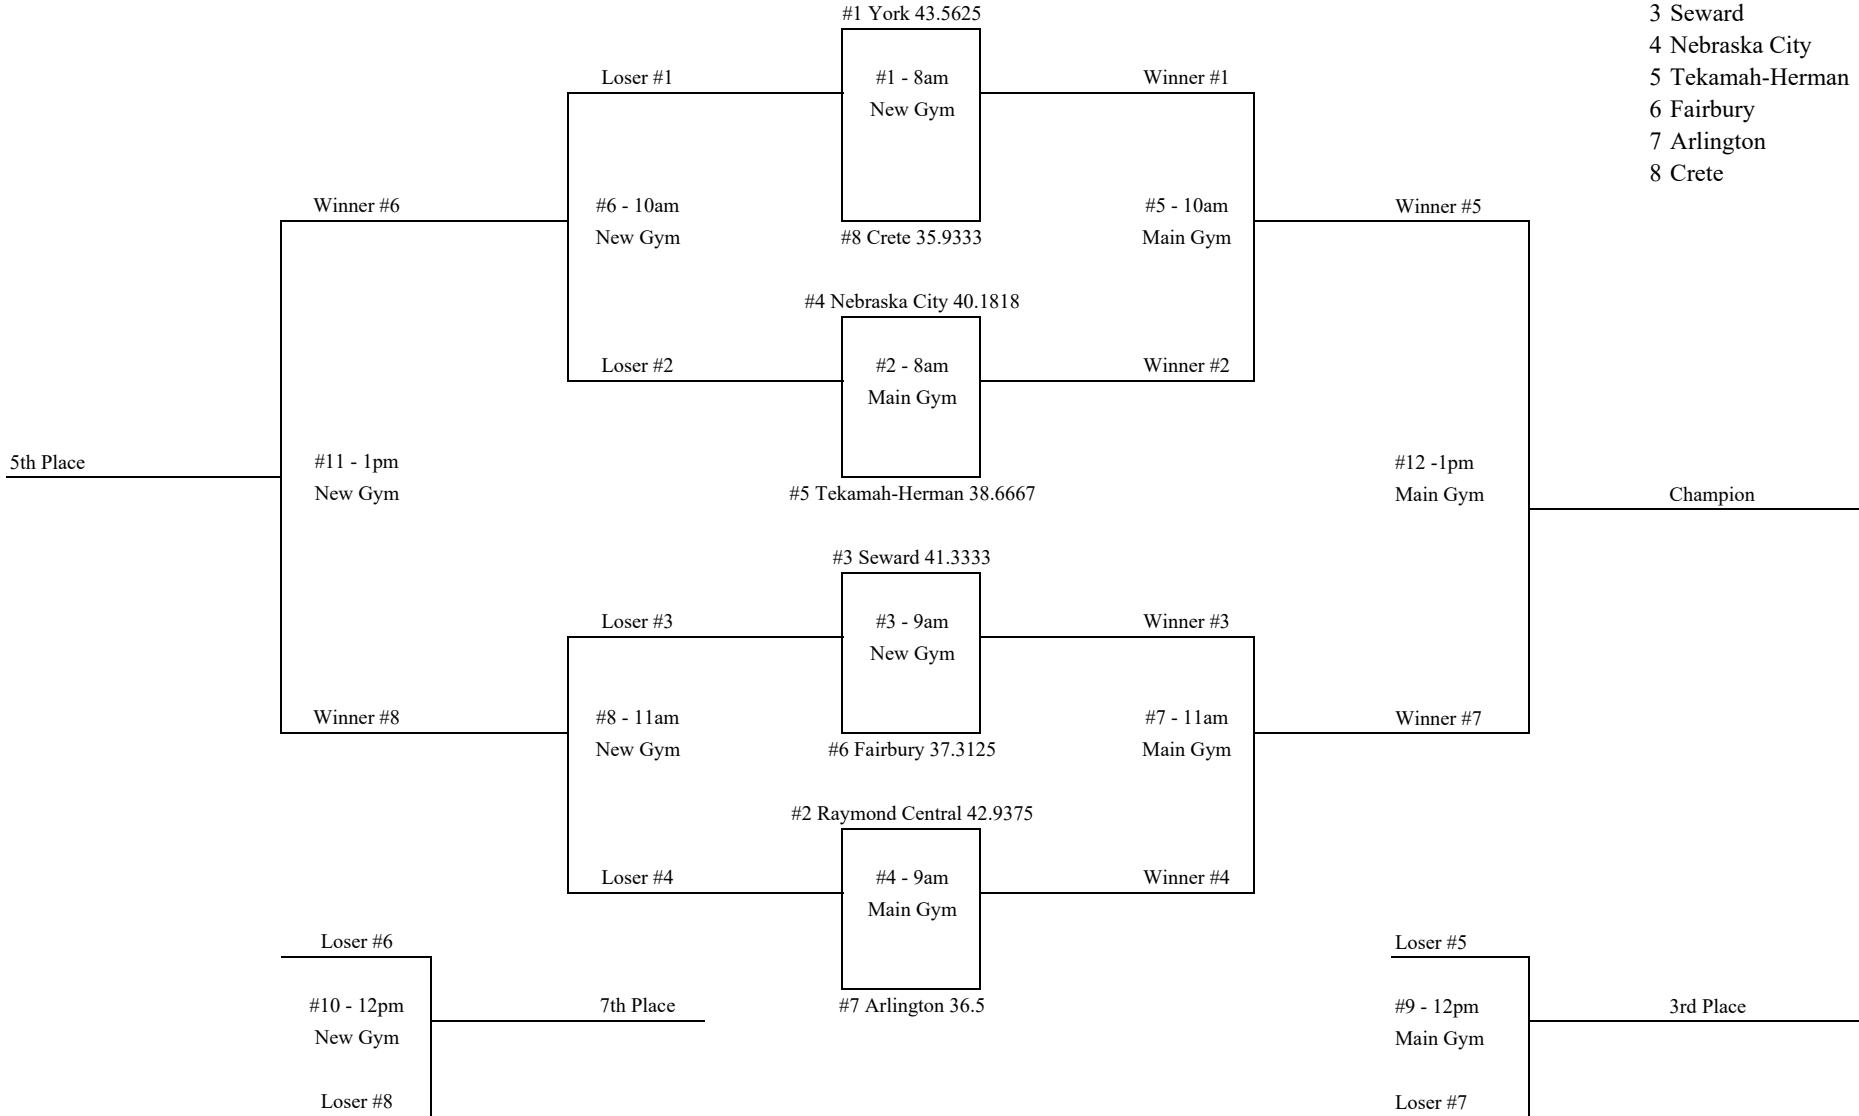 #1 York 43.5625
3 Seward
4 Nebraska City
5 Tekamah-Herman
6 Fairbury
7 Arlington
8 Crete
Loser #1
#1 - 8am
New Gym
Winner #1
Winner #6
#6 - 10am
New Gym
#8 Crete 35.9333
#5 - 10am
Main Gym
Winner #5
#4 Nebraska City 40.1818
Loser #2
#2 - 8am
Main Gym
Winner #2
5th Place
#11 - 1pm
New Gym
#5 Tekamah-Herman 38.6667
#12 -1pm
Main Gym
Champion
#3 Seward 41.3333
Loser #3
#3 - 9am
New Gym
Winner #3
Winner #8
#8 - 11am
New Gym
#6 Fairbury 37.3125
#7 - 11am
Main Gym
Winner #7
#2 Raymond Central 42.9375
Loser #4
#4 - 9am
Main Gym
Winner #4
Loser #6
#10 - 12pm
New Gym
7th Place
Loser #8
#7 Arlington 36.5
Loser #5
#9 - 12pm
Main Gym
3rd Place
Loser #7